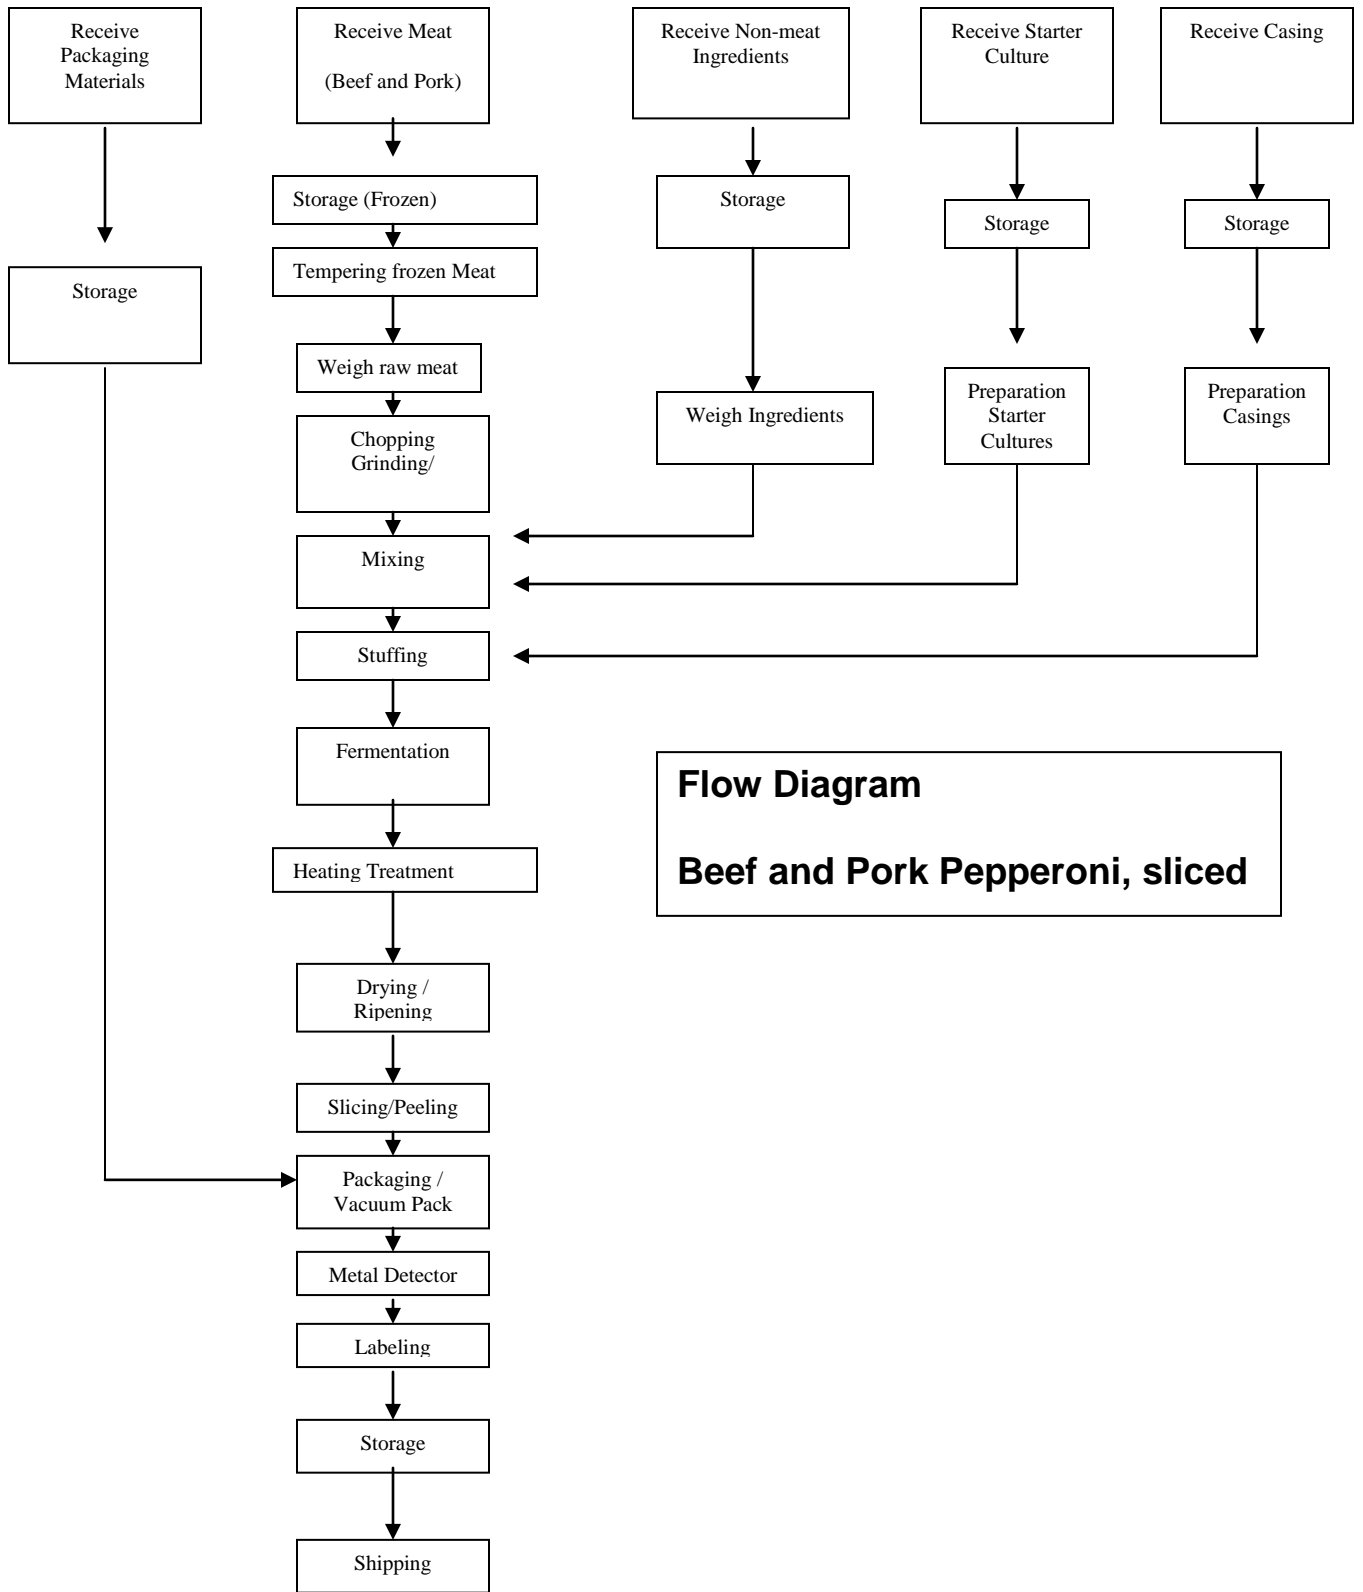 Receive
Packaging
Materials
Receive Meat
(Beef and Pork)
Receive Non-meat
Ingredients
Receive Starter
Culture
Receive Casing
Storage (Frozen)
Storage
Storage
Storage
Tempering frozen Meat
Storage
Weigh raw meat
Weigh Ingredients
Preparation
Starter
Cultures
Preparation
Casings
Chopping
Grinding/
Mixing
Stuffing
Fermentation
Flow Diagram
Beef and Pork Pepperoni, sliced
Heating Treatment
Drying /
Ripening
Slicing/Peeling
Packaging /
Vacuum Pack
Metal Detector
Labeling
Storage
Shipping